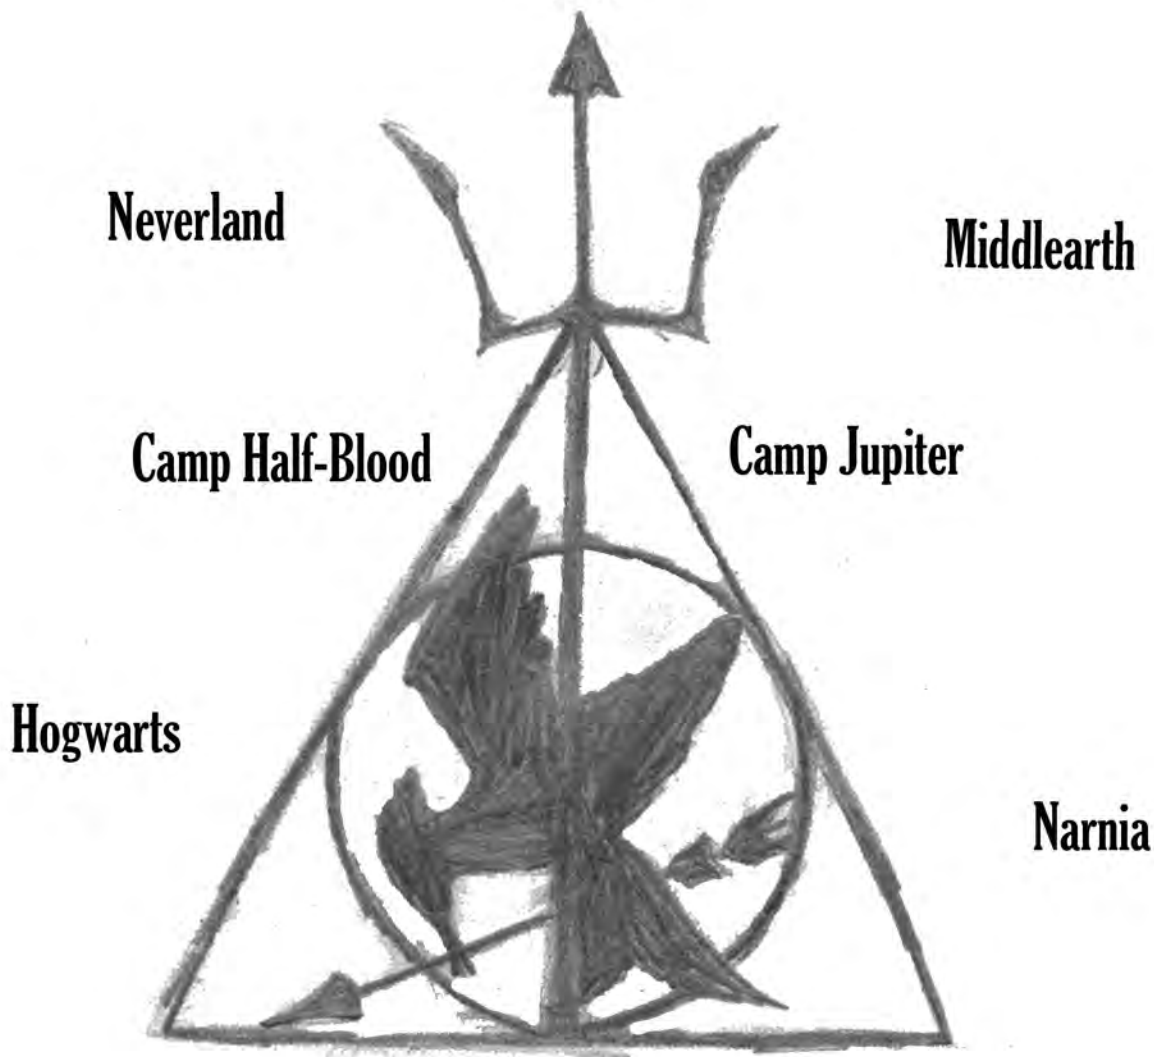 Neverland
Middlearth
Camp Half-Blood
Camp Jupiter
Hogwarts
Narnia